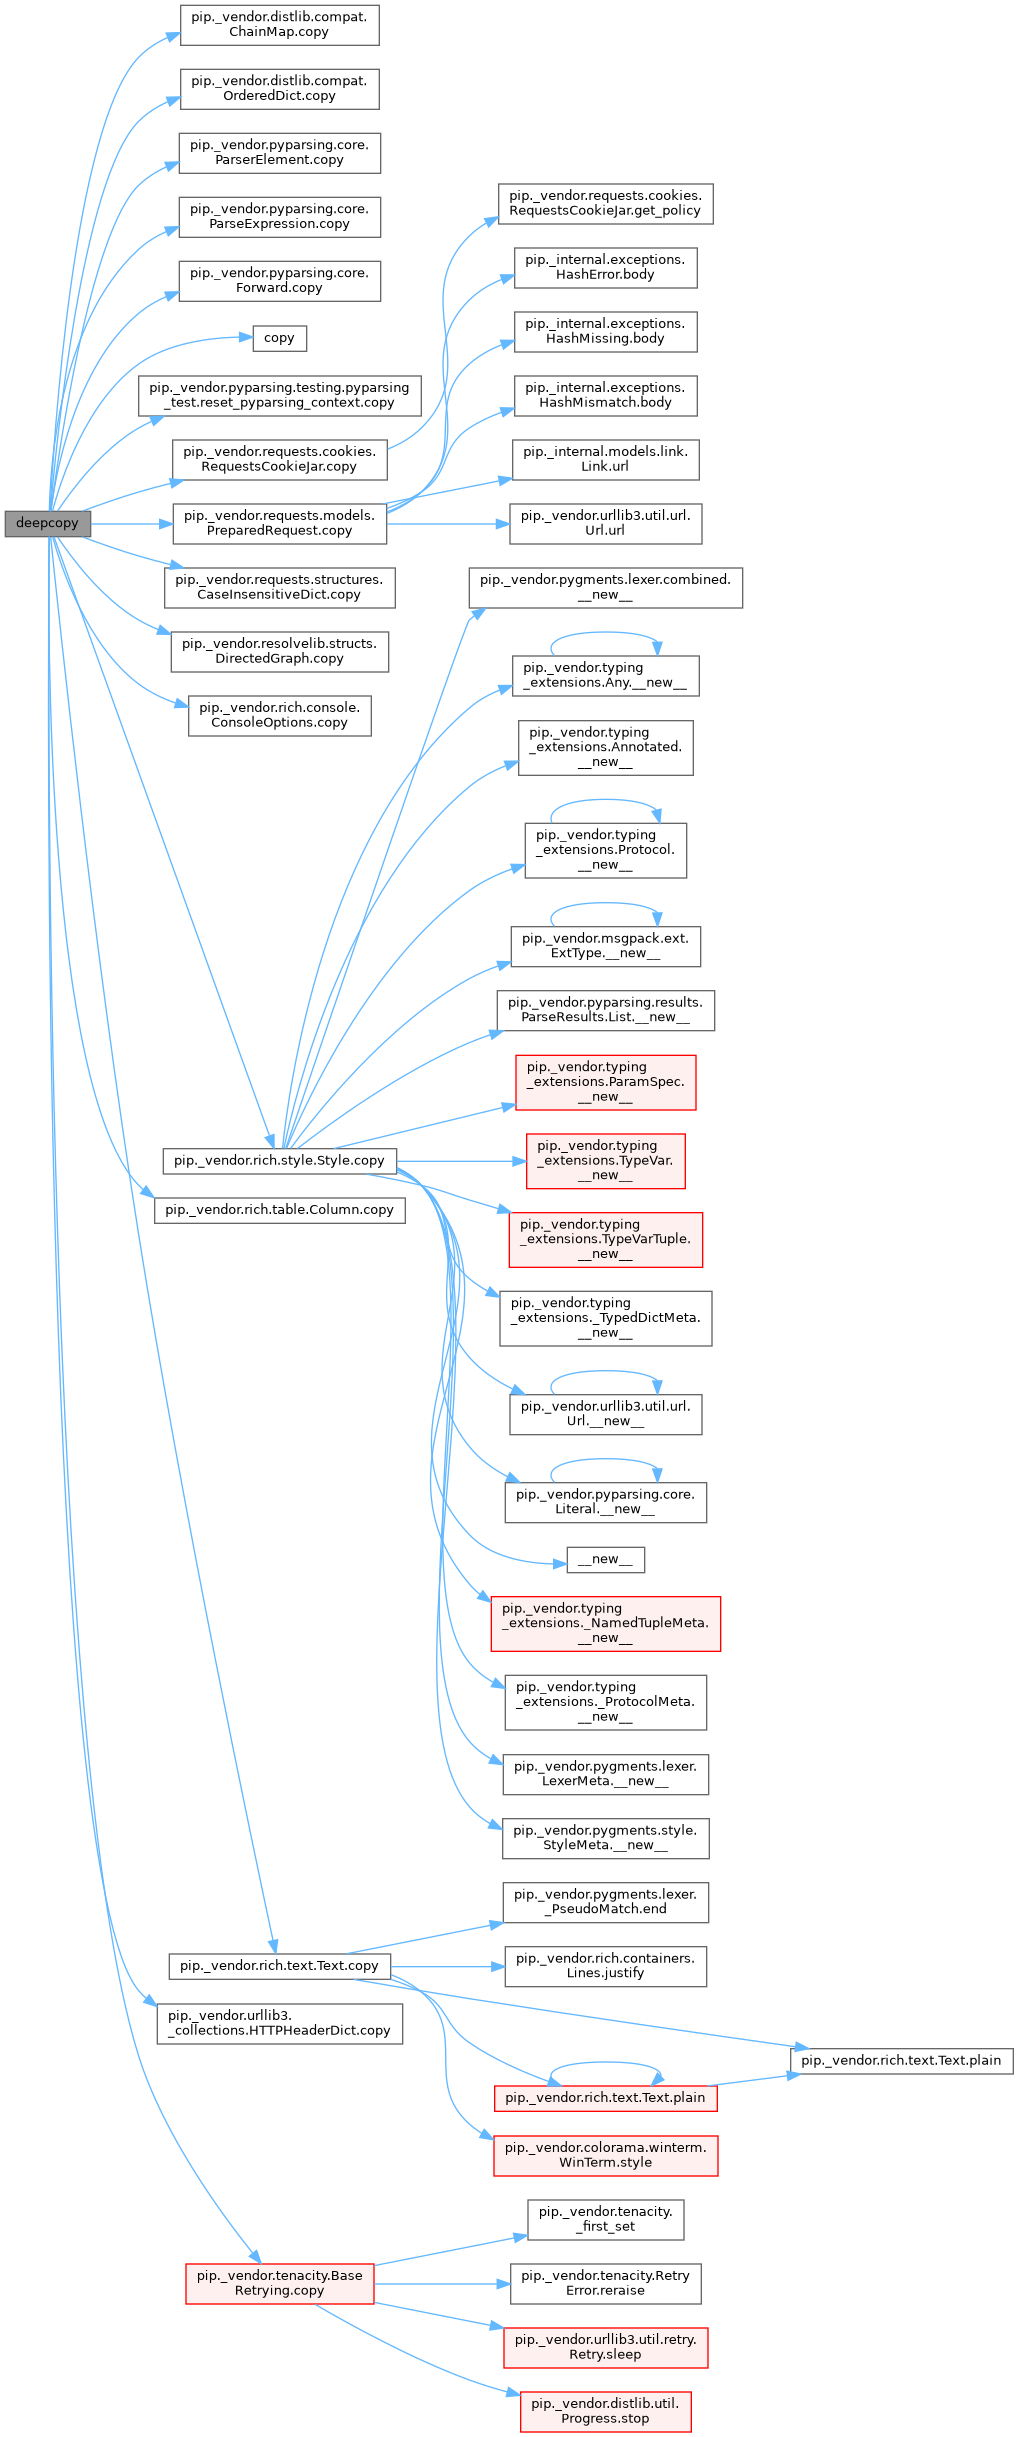 deepcopy
pip._vendor.distlib.compat.
ChainMap.copy
pip._vendor.distlib.compat.
OrderedDict.copy
pip._vendor.pyparsing.core.
ParserElement.copy
pip._vendor.pyparsing.core.
ParseExpression.copy
pip._vendor.pyparsing.core.
Forward.copy
copy
pip._vendor.pyparsing.testing.pyparsing
_test.reset_pyparsing_context.copy
pip._vendor.requests.cookies.
RequestsCookieJar.copy
pip._vendor.requests.models.
PreparedRequest.copy
pip._vendor.requests.structures.
CaseInsensitiveDict.copy
pip._vendor.resolvelib.structs.
DirectedGraph.copy
pip._vendor.rich.console.
ConsoleOptions.copy
pip._vendor.rich.style.Style.copy
pip._vendor.rich.table.Column.copy
pip._vendor.rich.text.Text.copy
pip._vendor.urllib3.
_collections.HTTPHeaderDict.copy
pip._vendor.tenacity.Base
Retrying.copy
pip._vendor.requests.cookies.
RequestsCookieJar.get_policy
pip._internal.exceptions.
HashError.body
pip._internal.exceptions.
HashMissing.body
pip._internal.exceptions.
HashMismatch.body
pip._internal.models.link.
Link.url
pip._vendor.urllib3.util.url.
Url.url
pip._vendor.pygments.lexer.combined.
__new__
pip._vendor.typing
_extensions.Any.__new__
pip._vendor.typing
_extensions.Annotated.
__new__
pip._vendor.typing
_extensions.Protocol.
__new__
pip._vendor.msgpack.ext.
ExtType.__new__
pip._vendor.pyparsing.results.
ParseResults.List.__new__
pip._vendor.typing
_extensions.ParamSpec.
__new__
pip._vendor.typing
_extensions.TypeVar.
__new__
pip._vendor.typing
_extensions.TypeVarTuple.
__new__
pip._vendor.typing
_extensions._TypedDictMeta.
__new__
pip._vendor.urllib3.util.url.
Url.__new__
pip._vendor.pyparsing.core.
Literal.__new__
__new__
pip._vendor.typing
_extensions._NamedTupleMeta.
__new__
pip._vendor.typing
_extensions._ProtocolMeta.
__new__
pip._vendor.pygments.lexer.
LexerMeta.__new__
pip._vendor.pygments.style.
StyleMeta.__new__
pip._vendor.pygments.lexer.
_PseudoMatch.end
pip._vendor.rich.containers.
Lines.justify
pip._vendor.rich.text.Text.plain
pip._vendor.rich.text.Text.plain
pip._vendor.colorama.winterm.
WinTerm.style
pip._vendor.tenacity.
_first_set
pip._vendor.tenacity.Retry
Error.reraise
pip._vendor.urllib3.util.retry.
Retry.sleep
pip._vendor.distlib.util.
Progress.stop